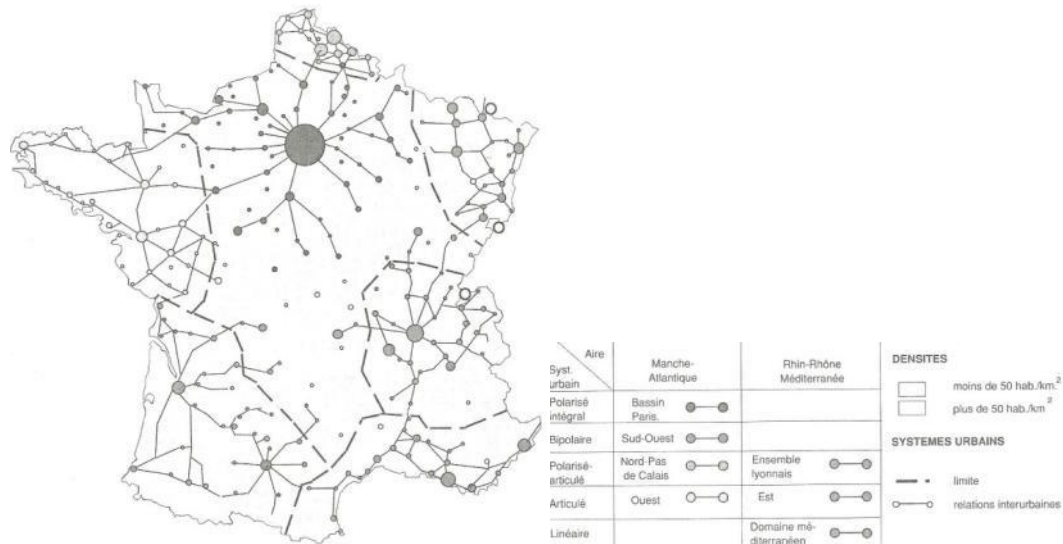 Aire
Syst. urbain
Manche-
Atlantique
Rhin-Rhône
Méditerranée
Polarisé
intégral
Bassin
Paris.
Bipolaire
Sud-Ouest
Polarisé-
articulé
Nord-Pas
de Calais
Ensemble
lyonnais
Articulé
Ouest
Est
Linéaire
Domaine mé-
diterranéen
DENSITES
moins de 50 hab./km.2
plus de 50 hab./km2
SYSTEMES URBAINS
limite
relations interurbaines